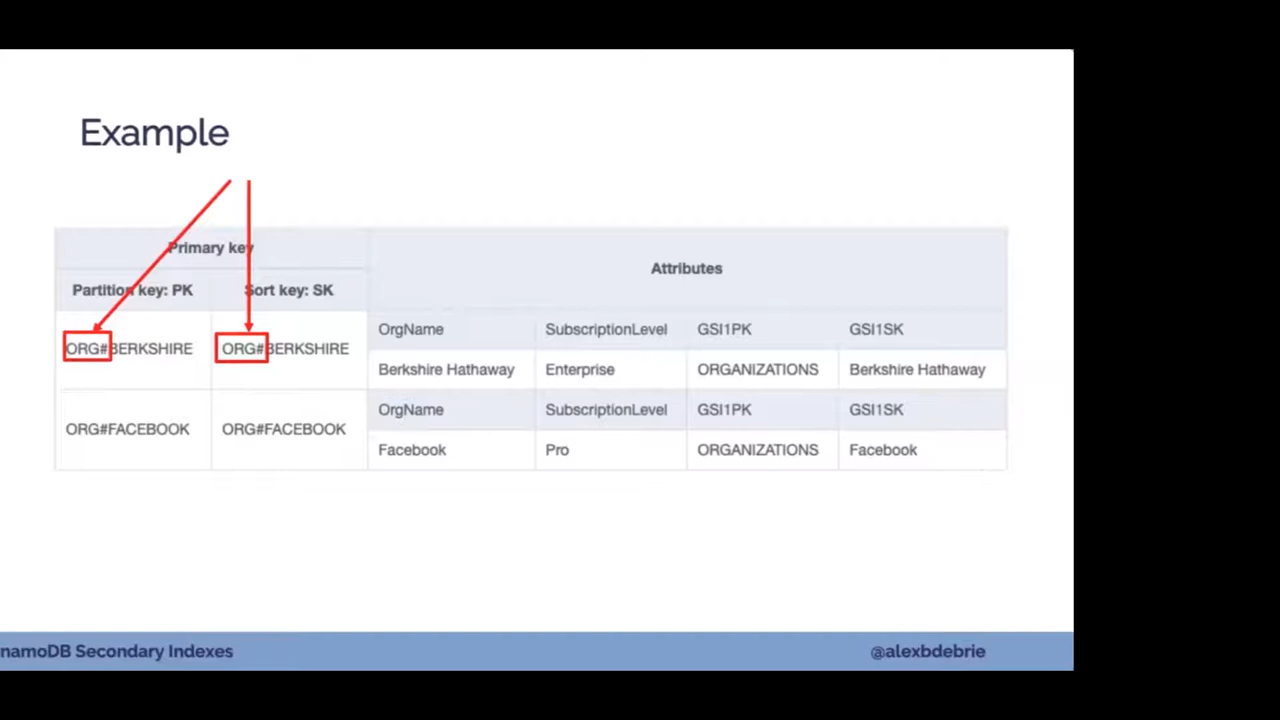 Example
Primary key
Attributes
Partition key: PK
Sort key: SK
ORG#BERKSHIRE
ORG#BERKSHIRE
OrgName
SubscriptionLevel
GSI1PK
GSI1SK
Berkshire Hathaway
Enterprise
ORGANIZATIONS
Berkshire Hathaway
ORG#FACEBOOK
ORG#FACEBOOK
OrgName
SubscriptionLevel
GSI1PK
GSI1SK
Facebook
Pro
ORGANIZATIONS
Facebook
namoDB Secondary Indexes
@alexbdebrie